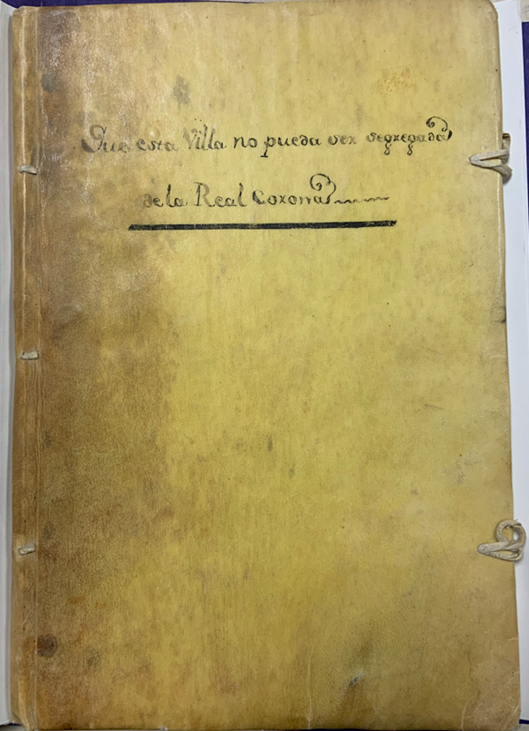 Que esta Villa no pueda ser segregada
de la Real Corona